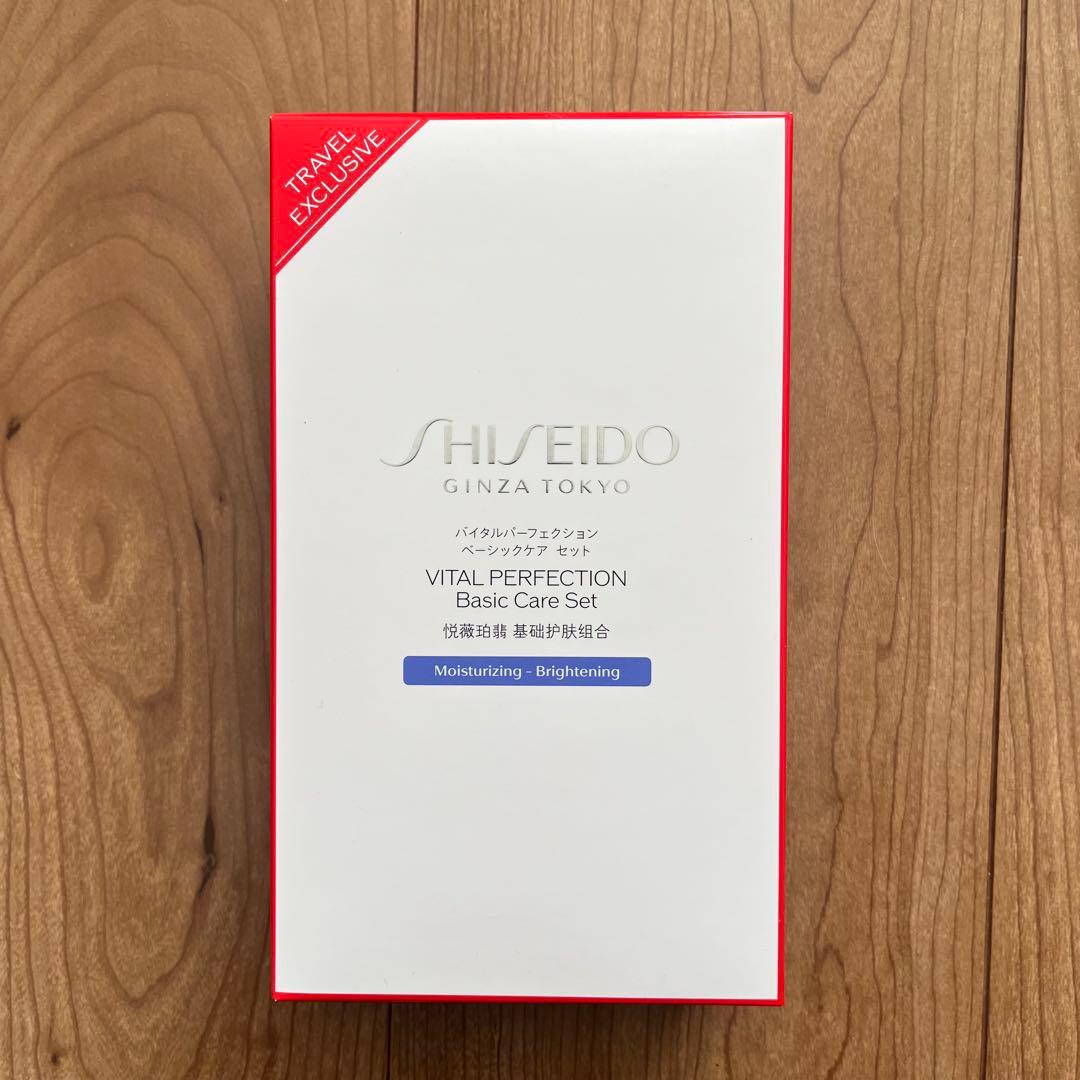 TRAVEL
EXCLUSIVE
SHISEIDO
GINZA TOKYO
バイタルパーフェクション
ベーシックケア セット
VITAL PERFECTION
Basic Care Set
悦薇珀翡 基础护肤组合
Moisturizing - Brightening